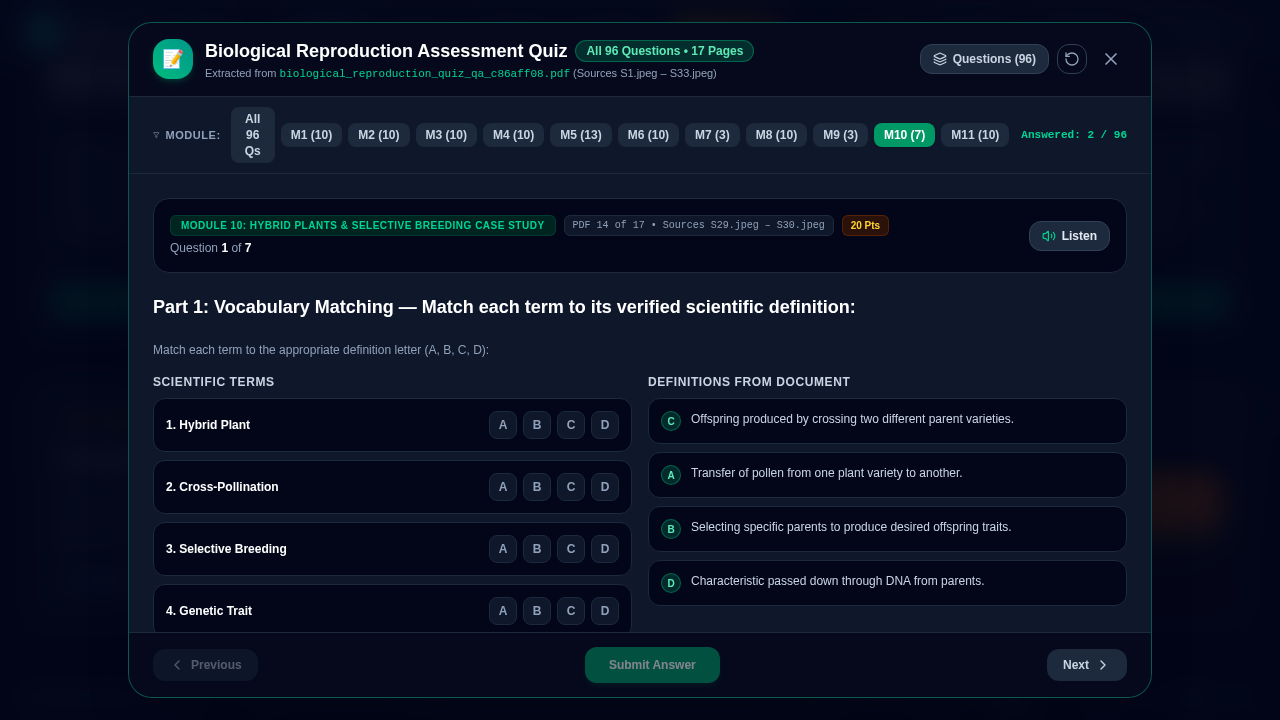 Biological Reproduction Assessment Quiz
All 96 Questions • 17 Pages
Extracted from biological_reproduction_quiz_qa_c86aff08.pdf (Sources S1.jpeg – S33.jpeg)
Questions (96)
MODULE:
All
96
Qs
M1 (10)
M2 (10)
M3 (10)
M4 (10)
M5 (13)
M6 (10)
M7 (3)
M8 (10)
M9 (3)
M10 (7)
M11 (10)
Answered: 2 / 96
MODULE 10: HYBRID PLANTS & SELECTIVE BREEDING CASE STUDY
PDF 14 of 17 • Sources S29.jpeg – S30.jpeg
20 Pts
Question 1 of 7
Listen
Part 1: Vocabulary Matching — Match each term to its verified scientific definition:
Match each term to the appropriate definition letter (A, B, C, D):
SCIENTIFIC TERMS
1. Hybrid Plant
A B C D
2. Cross-Pollination
A B C D
3. Selective Breeding
A B C D
4. Genetic Trait
A B C D
DEFINITIONS FROM DOCUMENT
C Offspring produced by crossing two different parent varieties.
A Transfer of pollen from one plant variety to another.
B Selecting specific parents to produce desired offspring traits.
D Characteristic passed down through DNA from parents.
Previous
Submit Answer
Next